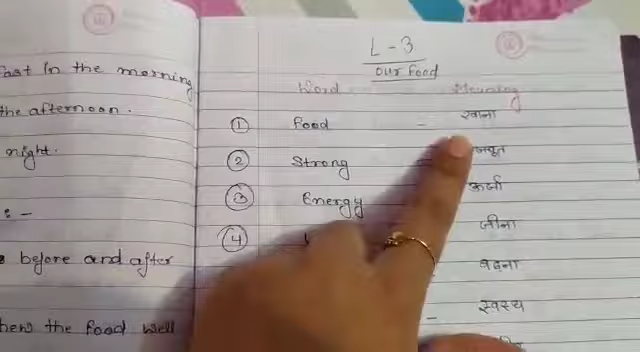 fast in the morning
the afternoon.
night.
: -
before and after
the food well
L - 3
Our Food
Word Meaning
① Food - खाना
② Strong
③ Energy ऊर्जा
④ जीना
बढ़ना
- स्वस्थ